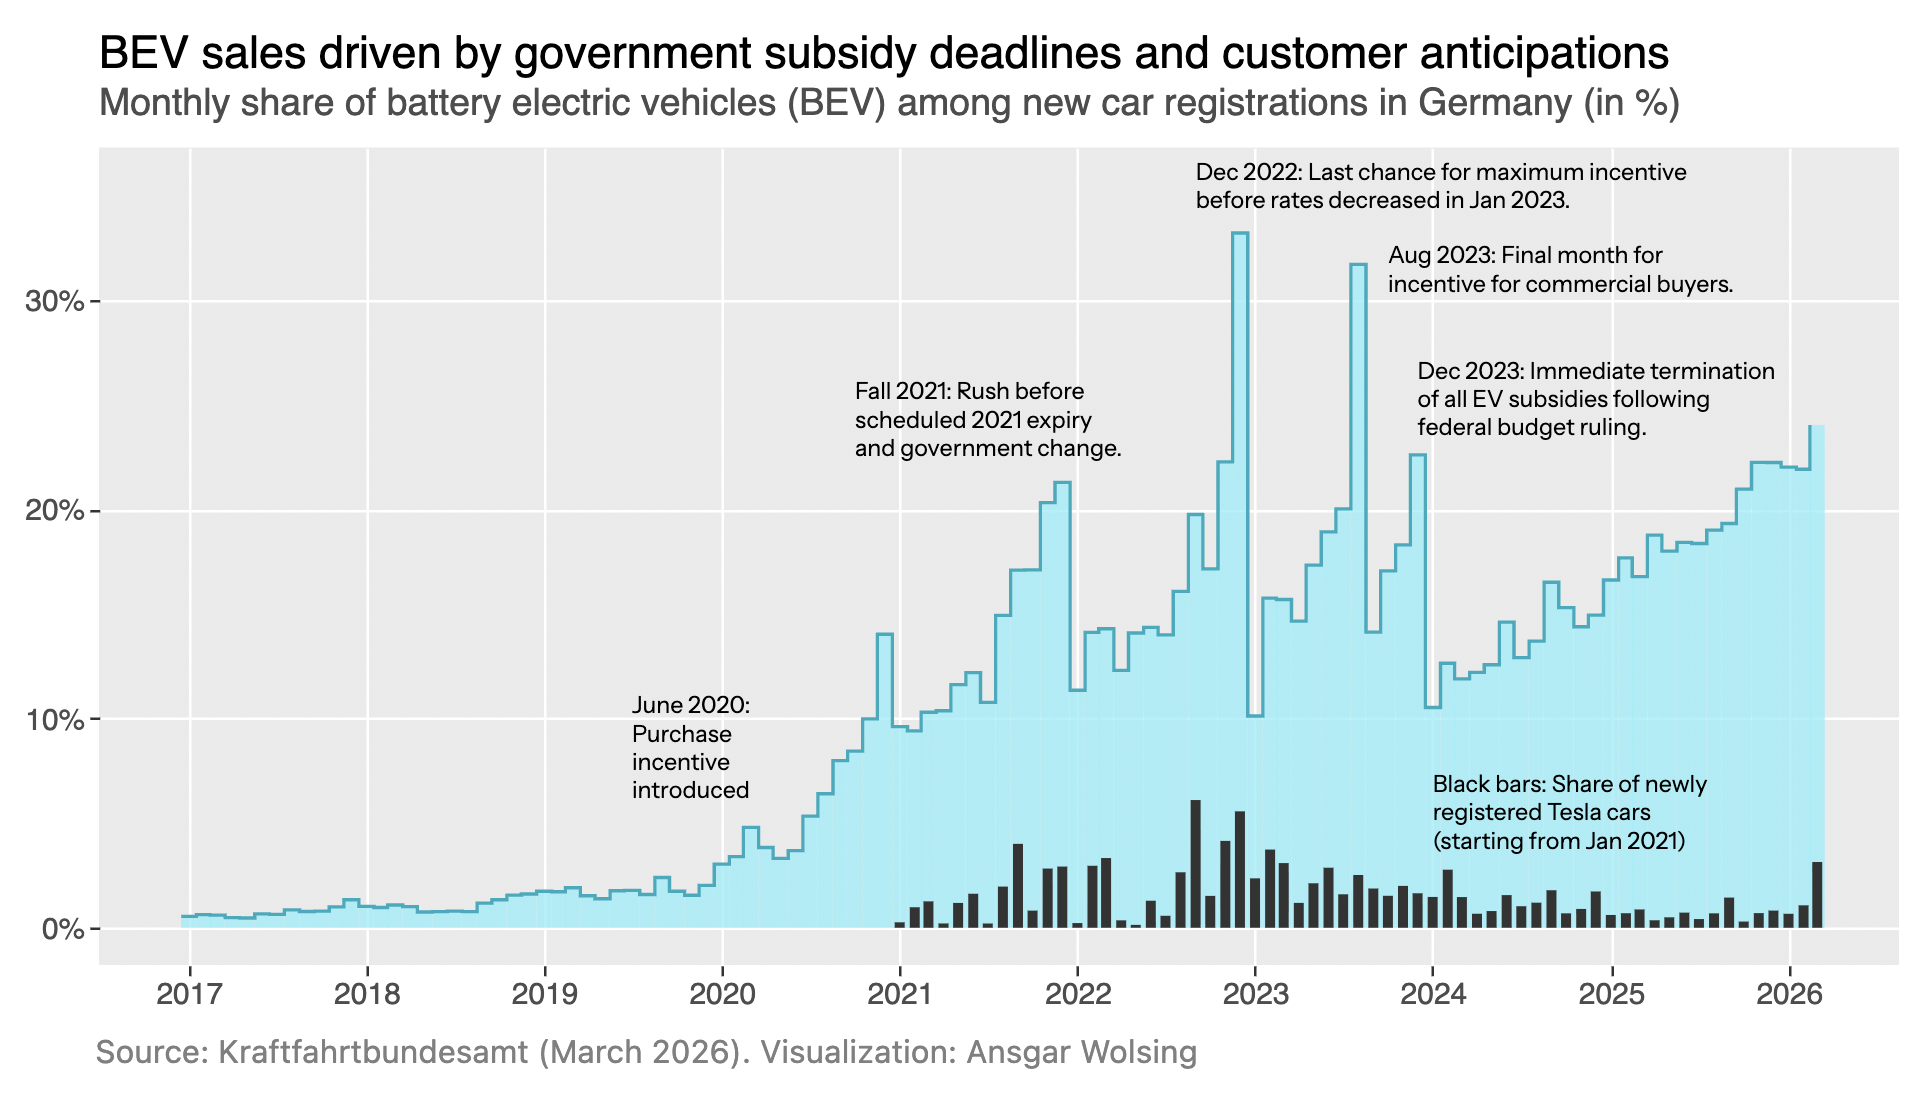 BEV sales driven by government subsidy deadlines and customer anticipations
Monthly share of battery electric vehicles (BEV) among new car registrations in Germany (in %)
Dec 2022: Last chance for maximum incentive
before rates decreased in Jan 2023.
Aug 2023: Final month for
incentive for commercial buyers.
Dec 2023: Immediate termination
of all EV subsidies following
federal budget ruling.
Fall 2021: Rush before
scheduled 2021 expiry
and government change.
June 2020:
Purchase
incentive
introduced
Black bars: Share of newly
registered Tesla cars
(starting from Jan 2021)
30%
20%
10%
0%
2017 2018 2019 2020 2021 2022 2023 2024 2025 2026
Source: Kraftfahrtbundesamt (March 2026). Visualization: Ansgar Wolsing